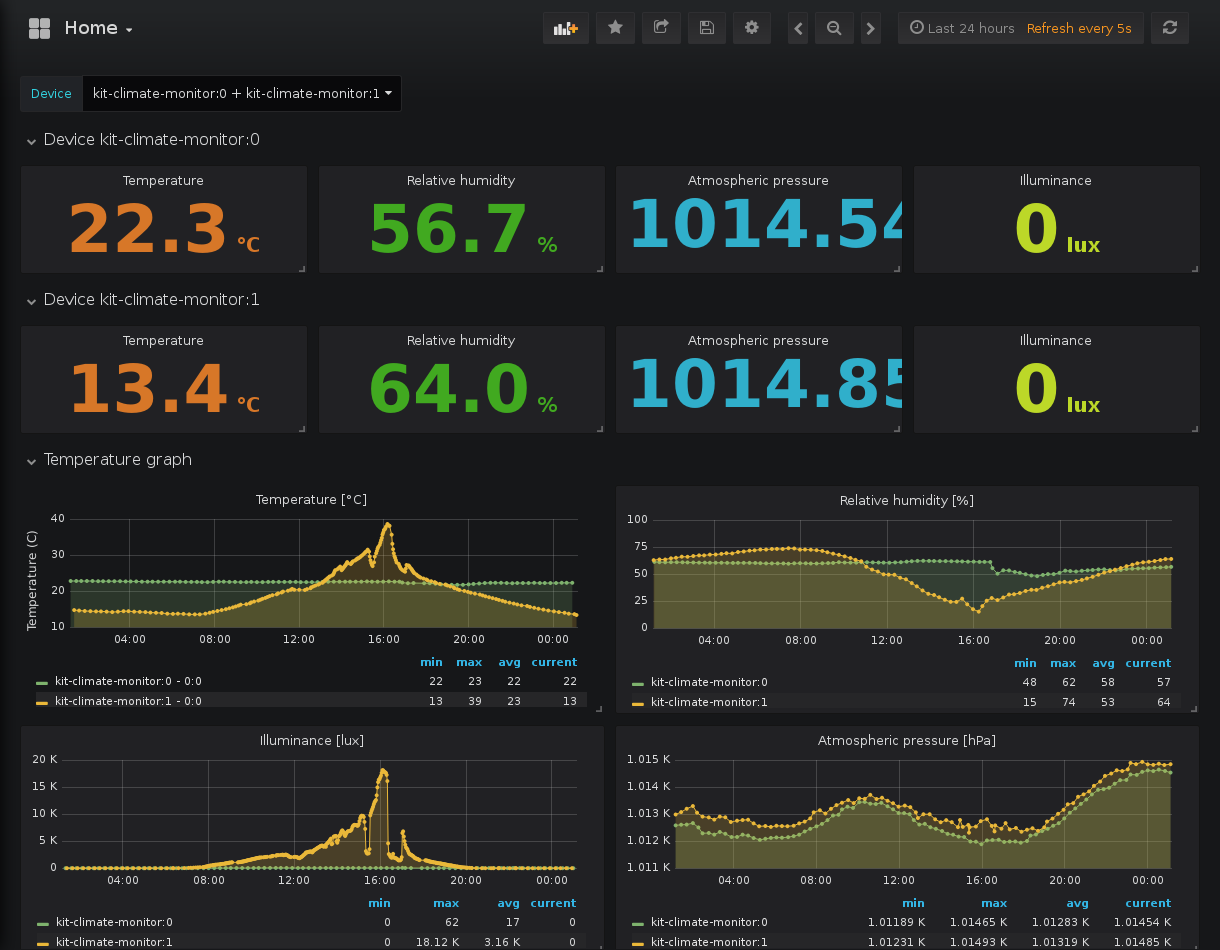 Home
Last 24 hours Refresh every 5s
Device kit-climate-monitor:0 + kit-climate-monitor:1
Device kit-climate-monitor:0
Temperature Relative humidity Atmospheric pressure Illuminance
22.3 °C 56.7 % 1014.54 0 lux
Device kit-climate-monitor:1
Temperature Relative humidity Atmospheric pressure Illuminance
13.4 °C 64.0 % 1014.85 0 lux
Temperature graph
Temperature [°C]
Temperature (C)
40
30
20
10
04:00 08:00 12:00 16:00 20:00 00:00
min max avg current
kit-climate-monitor:0 - 0:0 22 23 22 22
kit-climate-monitor:1 - 0:0 13 39 23 13
Relative humidity [%]
100
75
50
25
0
04:00 08:00 12:00 16:00 20:00 00:00
min max avg current
kit-climate-monitor:0 48 62 58 57
kit-climate-monitor:1 15 74 53 64
Illuminance [lux]
20 K
15 K
10 K
5 K
0
04:00 08:00 12:00 16:00 20:00 00:00
min max avg current
kit-climate-monitor:0 0 62 17 0
kit-climate-monitor:1 0 18.12 K 3.16 K 0
Atmospheric pressure [hPa]
1.015 K
1.014 K
1.013 K
1.012 K
1.011 K
04:00 08:00 12:00 16:00 20:00 00:00
min max avg current
kit-climate-monitor:0 1.01189 K 1.01465 K 1.01283 K 1.01454 K
kit-climate-monitor:1 1.01231 K 1.01493 K 1.01319 K 1.01485 K